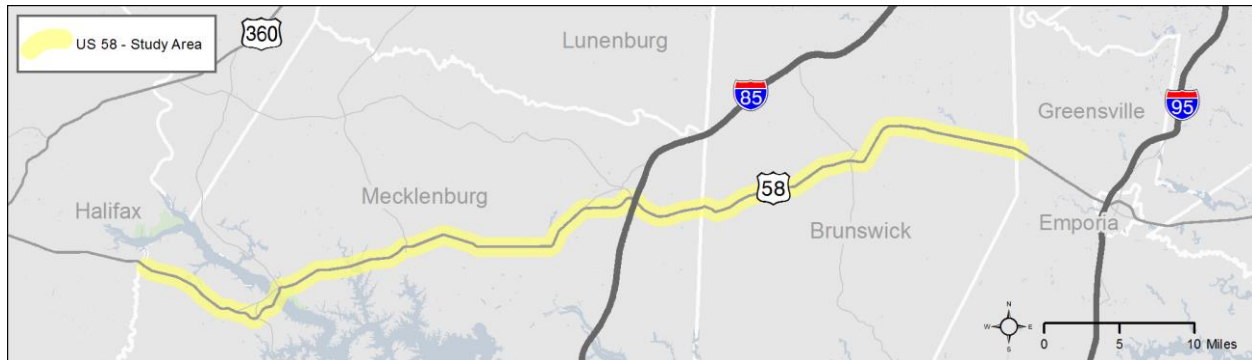 US 58 - Study Area
360
Lunenburg
85
Greensville
95
Mecklenburg
58
Halifax
Brunswick
Emporia
N
W
E
S
0
5
10 Miles